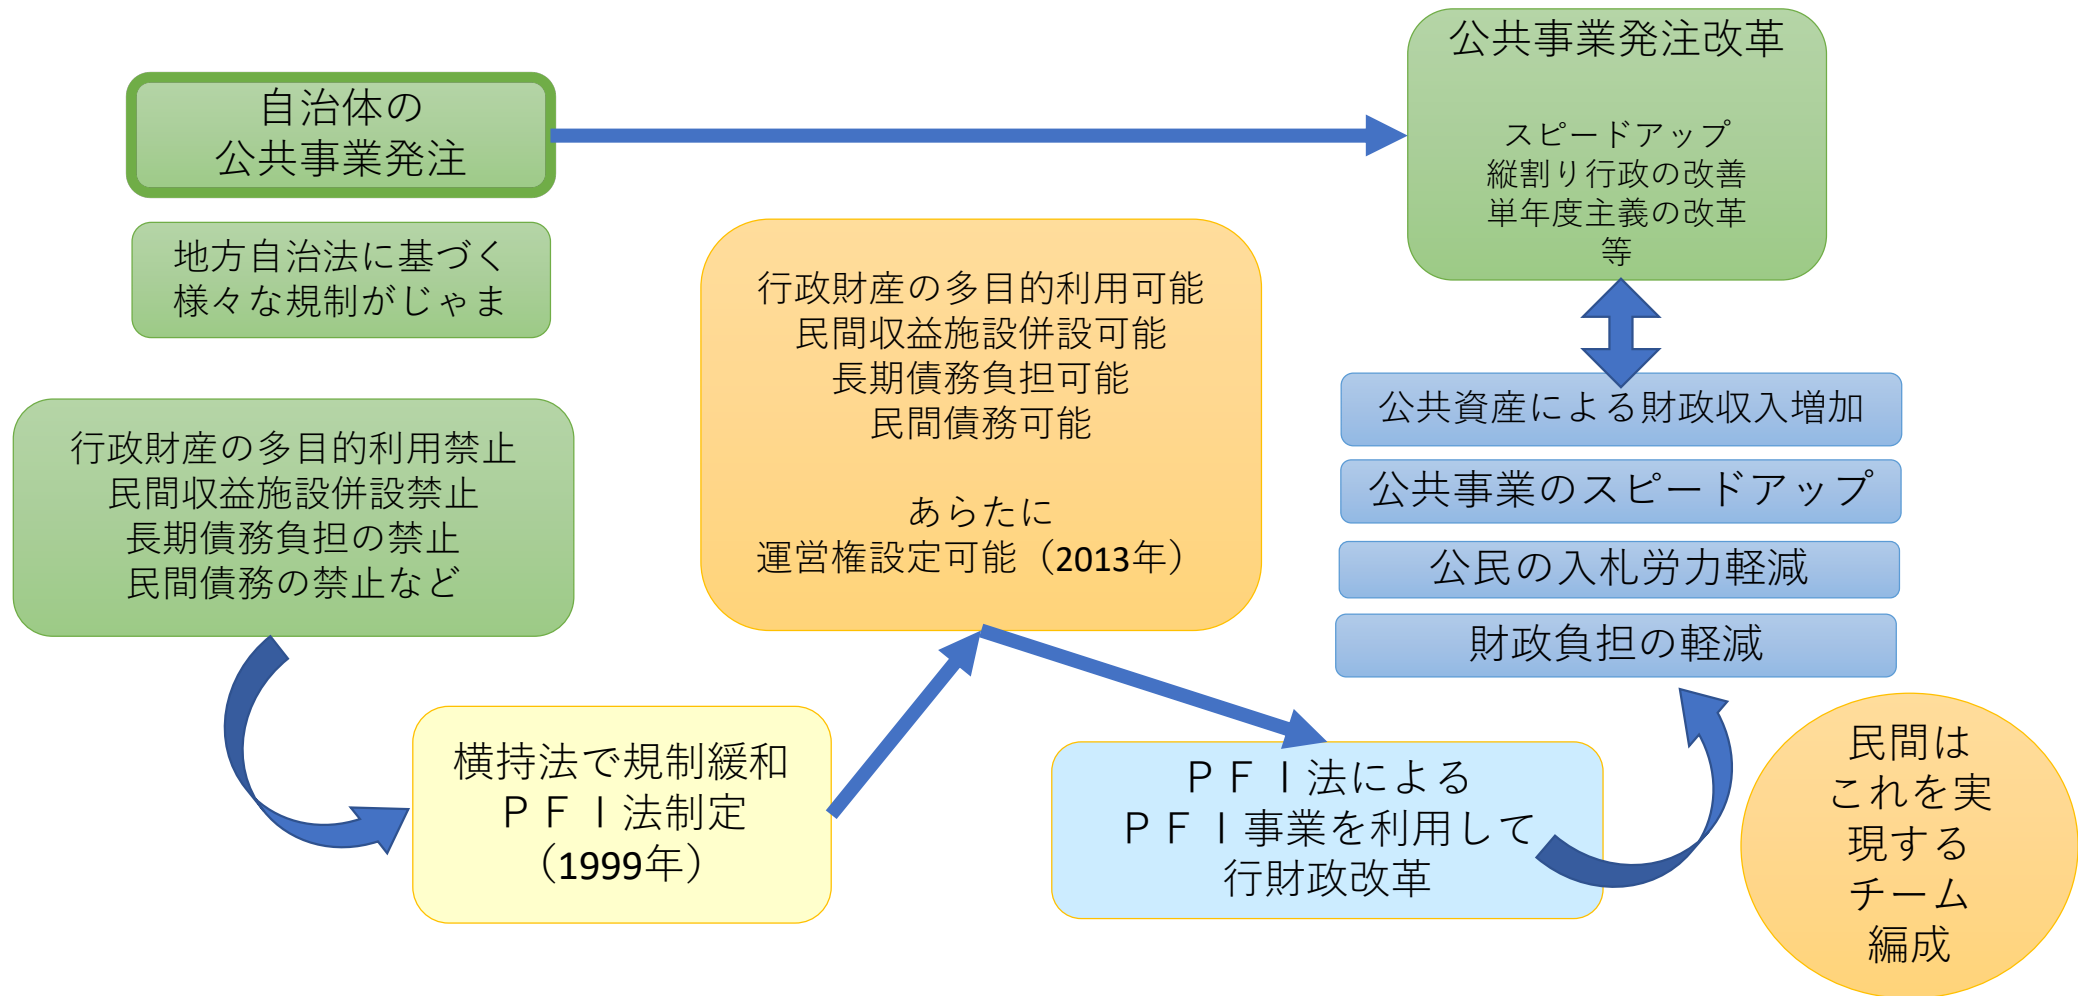 自治体の
公共事業発注
地方自治法に基づく
様々な規制がじゃま
行政財産の多目的利用禁止
民間収益施設併設禁止
長期債務負担の禁止
民間債務の禁止など
横持法で規制緩和
ＰＦＩ法制定
（1999年）
行政財産の多目的利用可能
民間収益施設併設可能
長期債務負担可能
民間債務可能
あらたに
運営権設定可能（2013年）
ＰＦＩ法による
ＰＦＩ事業を利用して
行財政改革
公共事業発注改革
スピードアップ
縦割り行政の改善
単年度主義の改革
等
公共資産による財政収入増加
公共事業のスピードアップ
公民の入札労力軽減
財政負担の軽減
民間は
これを実
現する
チーム
編成